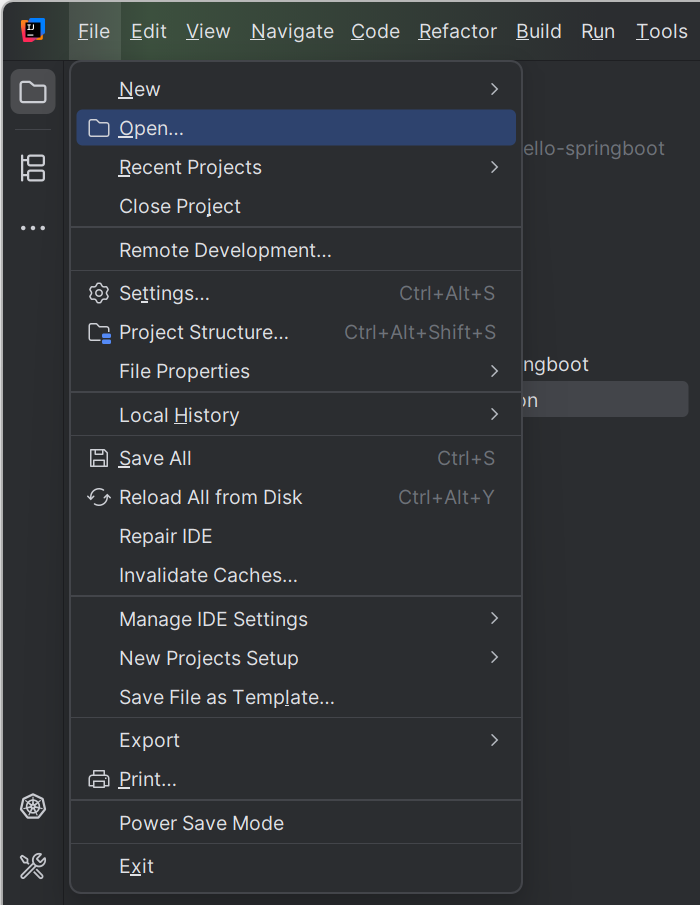 File Edit View Navigate Code Refactor Build Run Tools
New
Open...
ello-springboot
Recent Projects
Close Project
Remote Development...
Settings... Ctrl+Alt+S
Project Structure... Ctrl+Alt+Shift+S
File Properties
ngboot
on
Local History
Save All Ctrl+S
Reload All from Disk Ctrl+Alt+Y
Repair IDE
Invalidate Caches...
Manage IDE Settings
New Projects Setup
Save File as Template...
Export
Print...
Power Save Mode
Exit